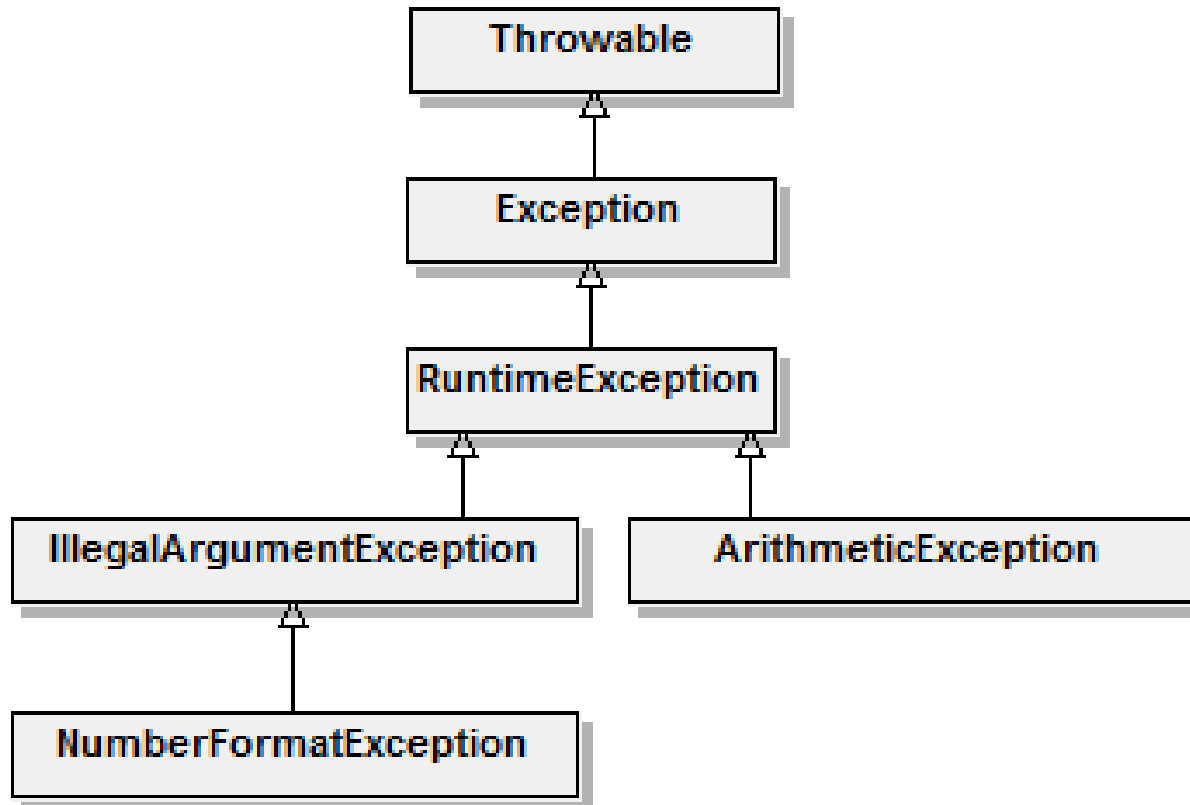 Throwable
Exception
RuntimeException
IllegalArgumentException
ArithmeticException
NumberFormatException